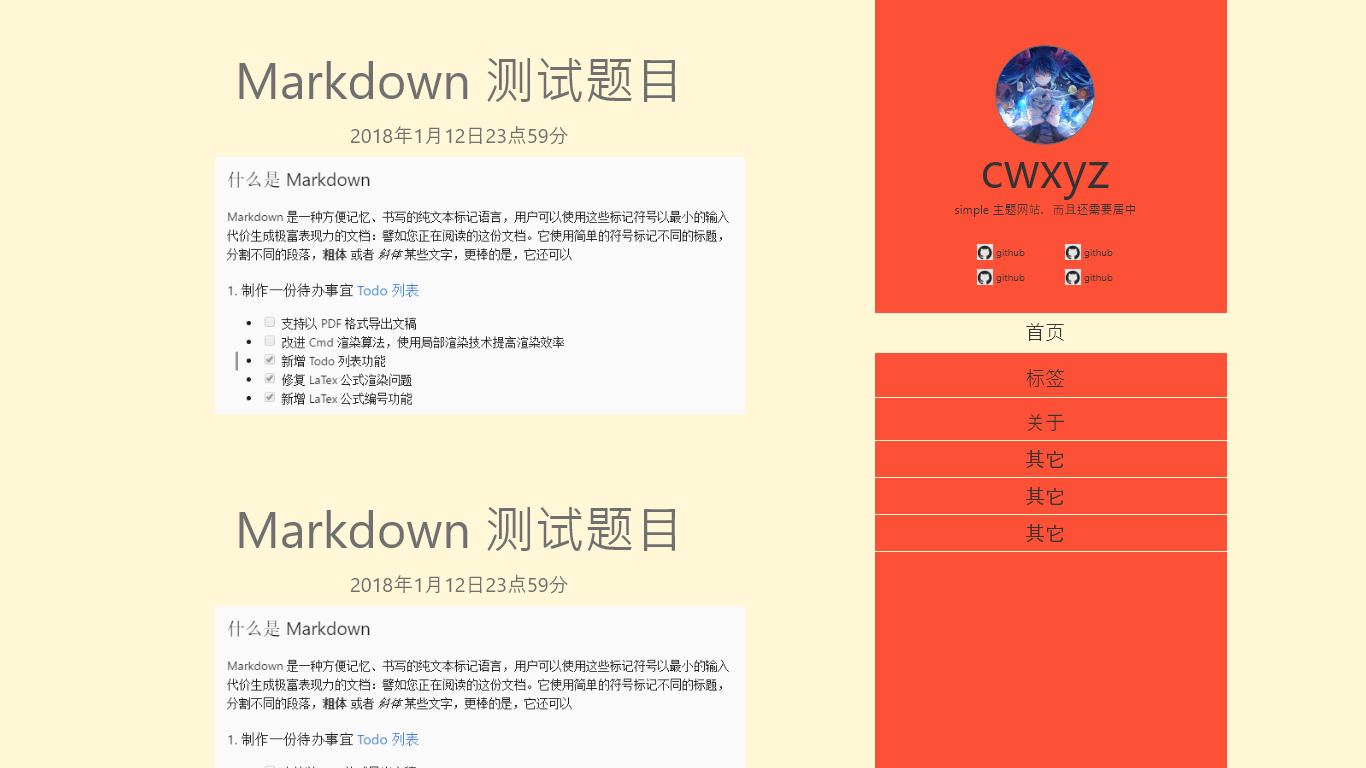 Markdown 测试题目
2018年1月12日23点59分
什么是 Markdown
Markdown 是一种方便记忆、书写的纯文本标记语言，用户可以使用这些标记符号以最小的输入
代价生成极富表现力的文档：譬如您正在阅读的这份文档。它使用简单的符号标记不同的标题，
分割不同的段落，粗体 或者 斜体 某些文字，更棒的是，它还可以
1. 制作一份待办事宜 Todo 列表
支持以 PDF 格式导出文稿
改进 Cmd 渲染算法，使用局部渲染技术提高渲染效率
新增 Todo 列表功能
修复 LaTex 公式渲染问题
新增 LaTex 公式编号功能
Markdown 测试题目
2018年1月12日23点59分
什么是 Markdown
Markdown 是一种方便记忆、书写的纯文本标记语言，用户可以使用这些标记符号以最小的输入
代价生成极富表现力的文档：譬如您正在阅读的这份文档。它使用简单的符号标记不同的标题，
分割不同的段落，粗体 或者 斜体 某些文字，更棒的是，它还可以
1. 制作一份待办事宜 Todo 列表
cwxyz
simple 主题网站，而且还需要居中
github github
github github
首页
标签
关于
其它
其它
其它